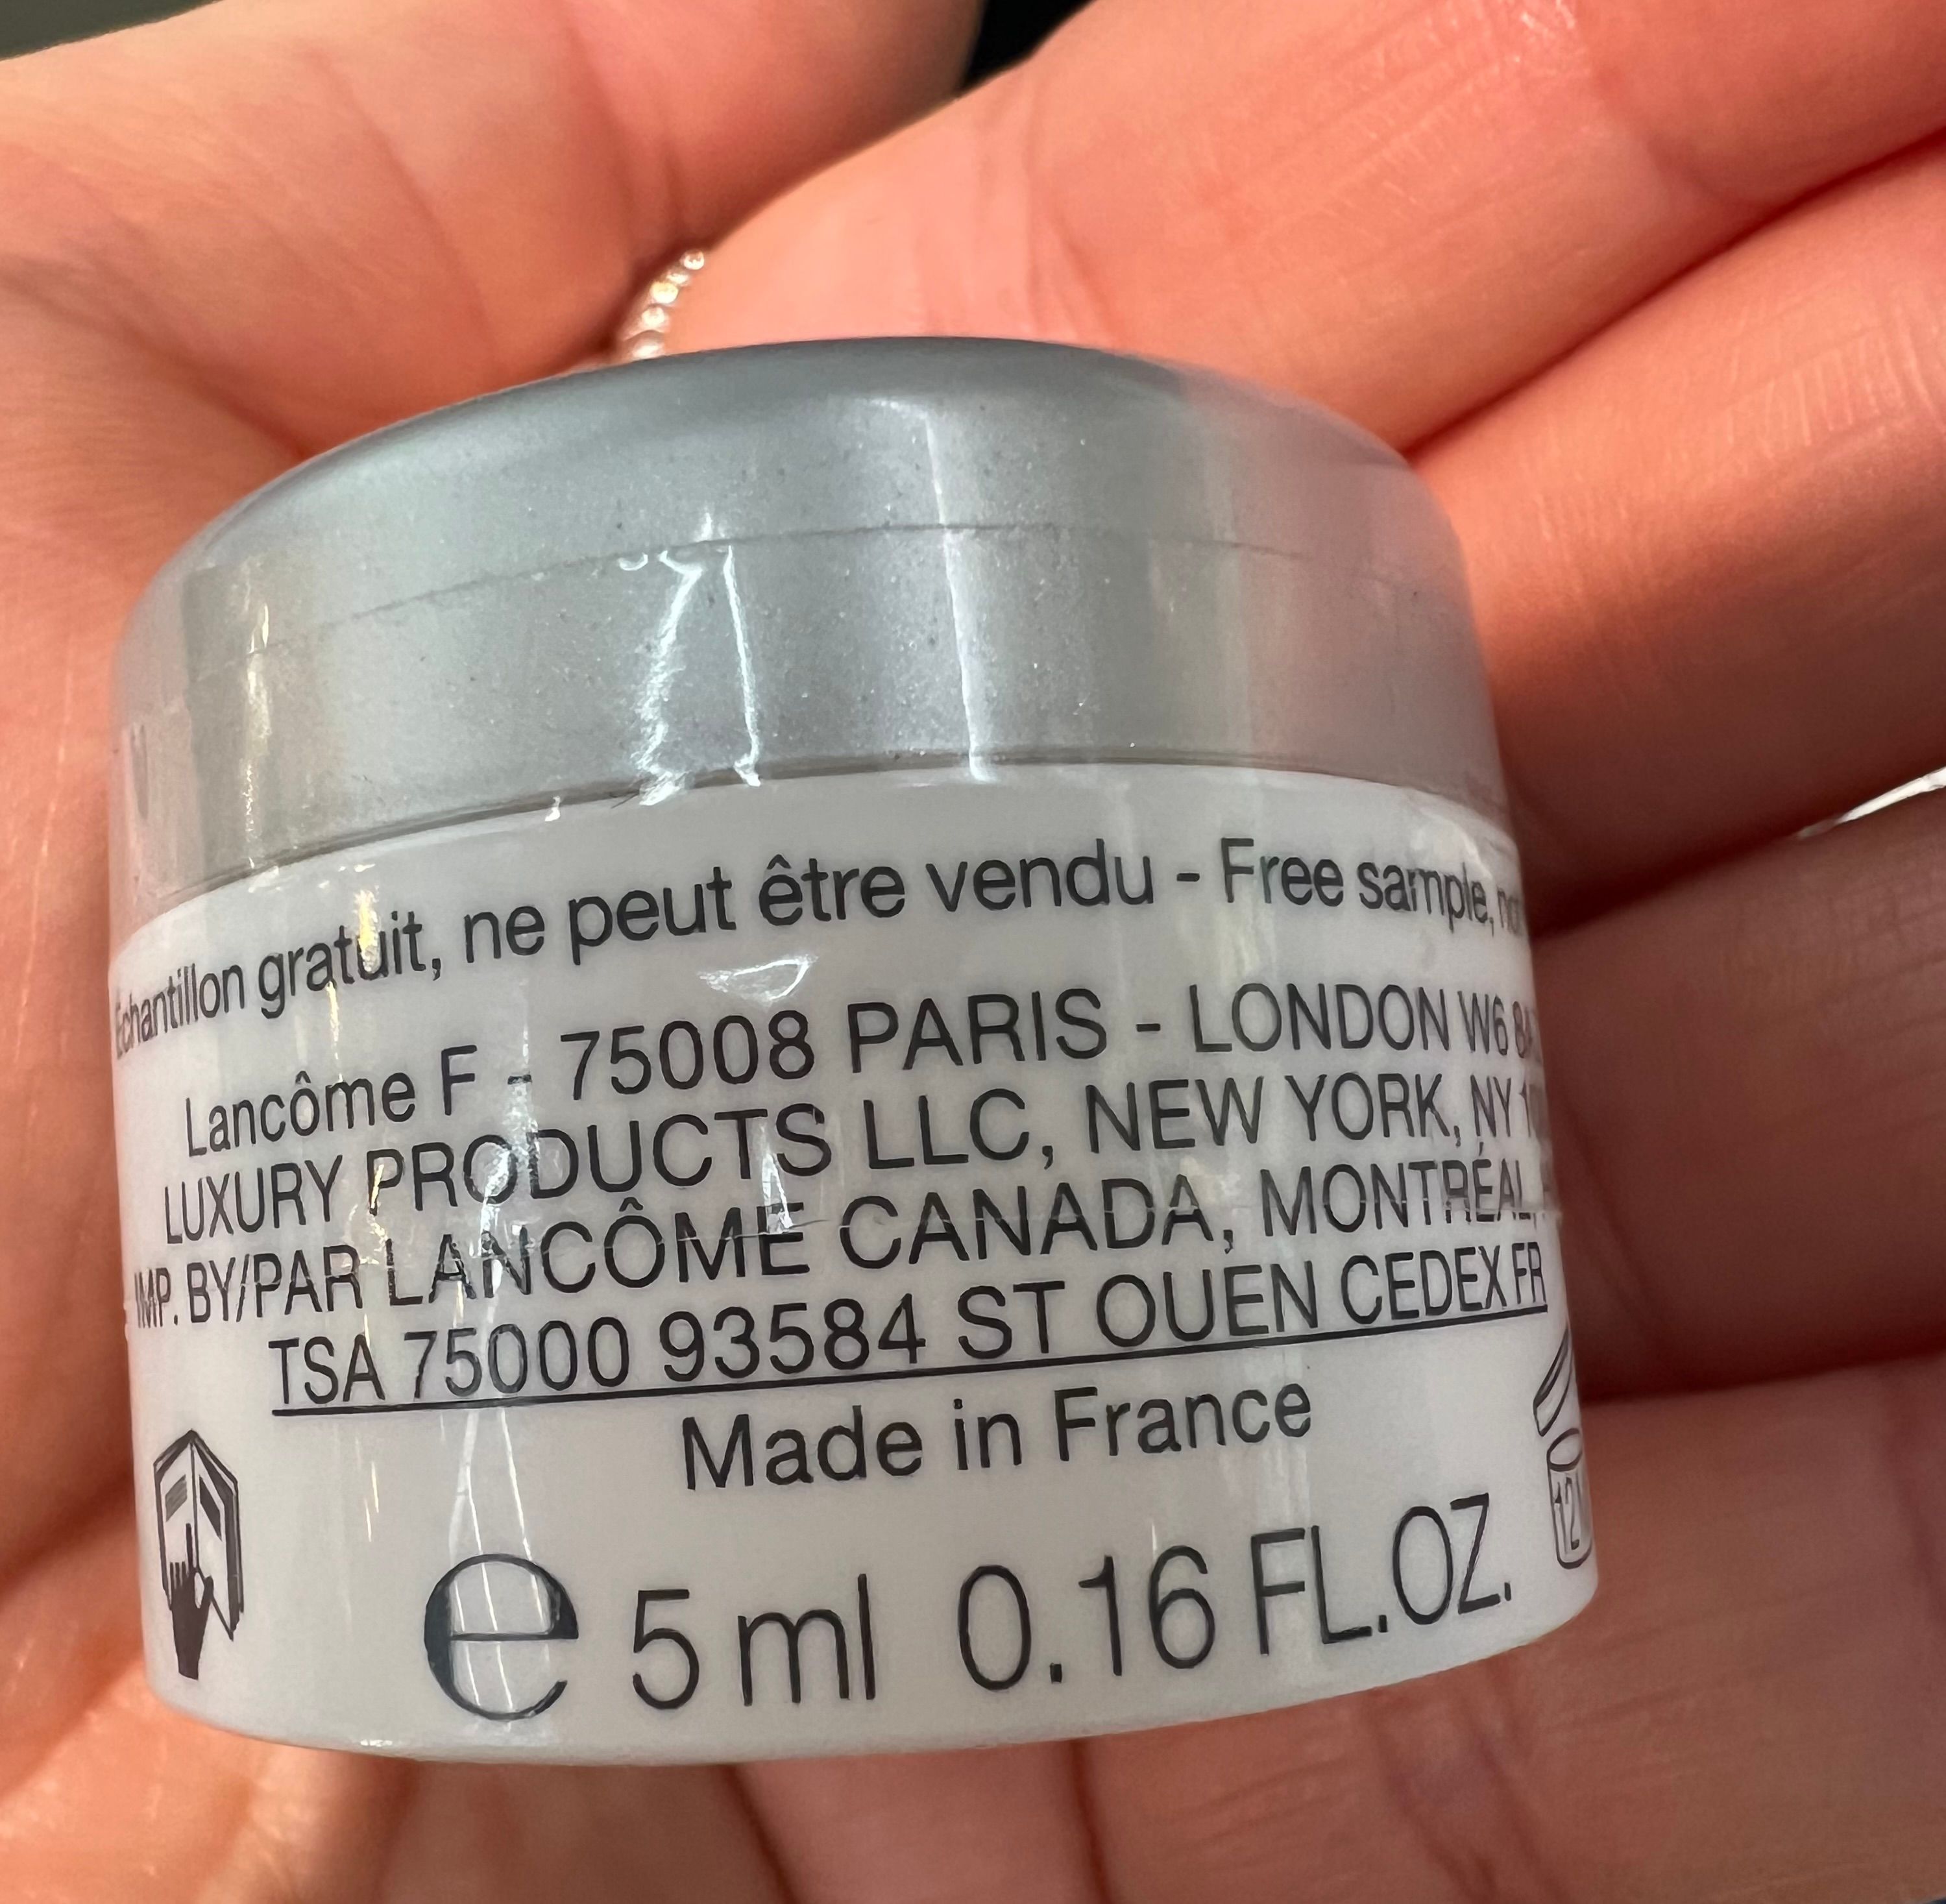 Échantillon gratuit, ne peut être vendu - Free sample,
Lancôme F - 75008 PARIS - LONDON W6
LUXURY PRODUCTS LLC, NEW YORK, NY
IMP. BY/PAR LANCÔME CANADA, MONTRÉAL,
TSA 75000 93584 ST OUEN CEDEX FR
Made in France
12
℮ 5 ml 0.16 FL.OZ.